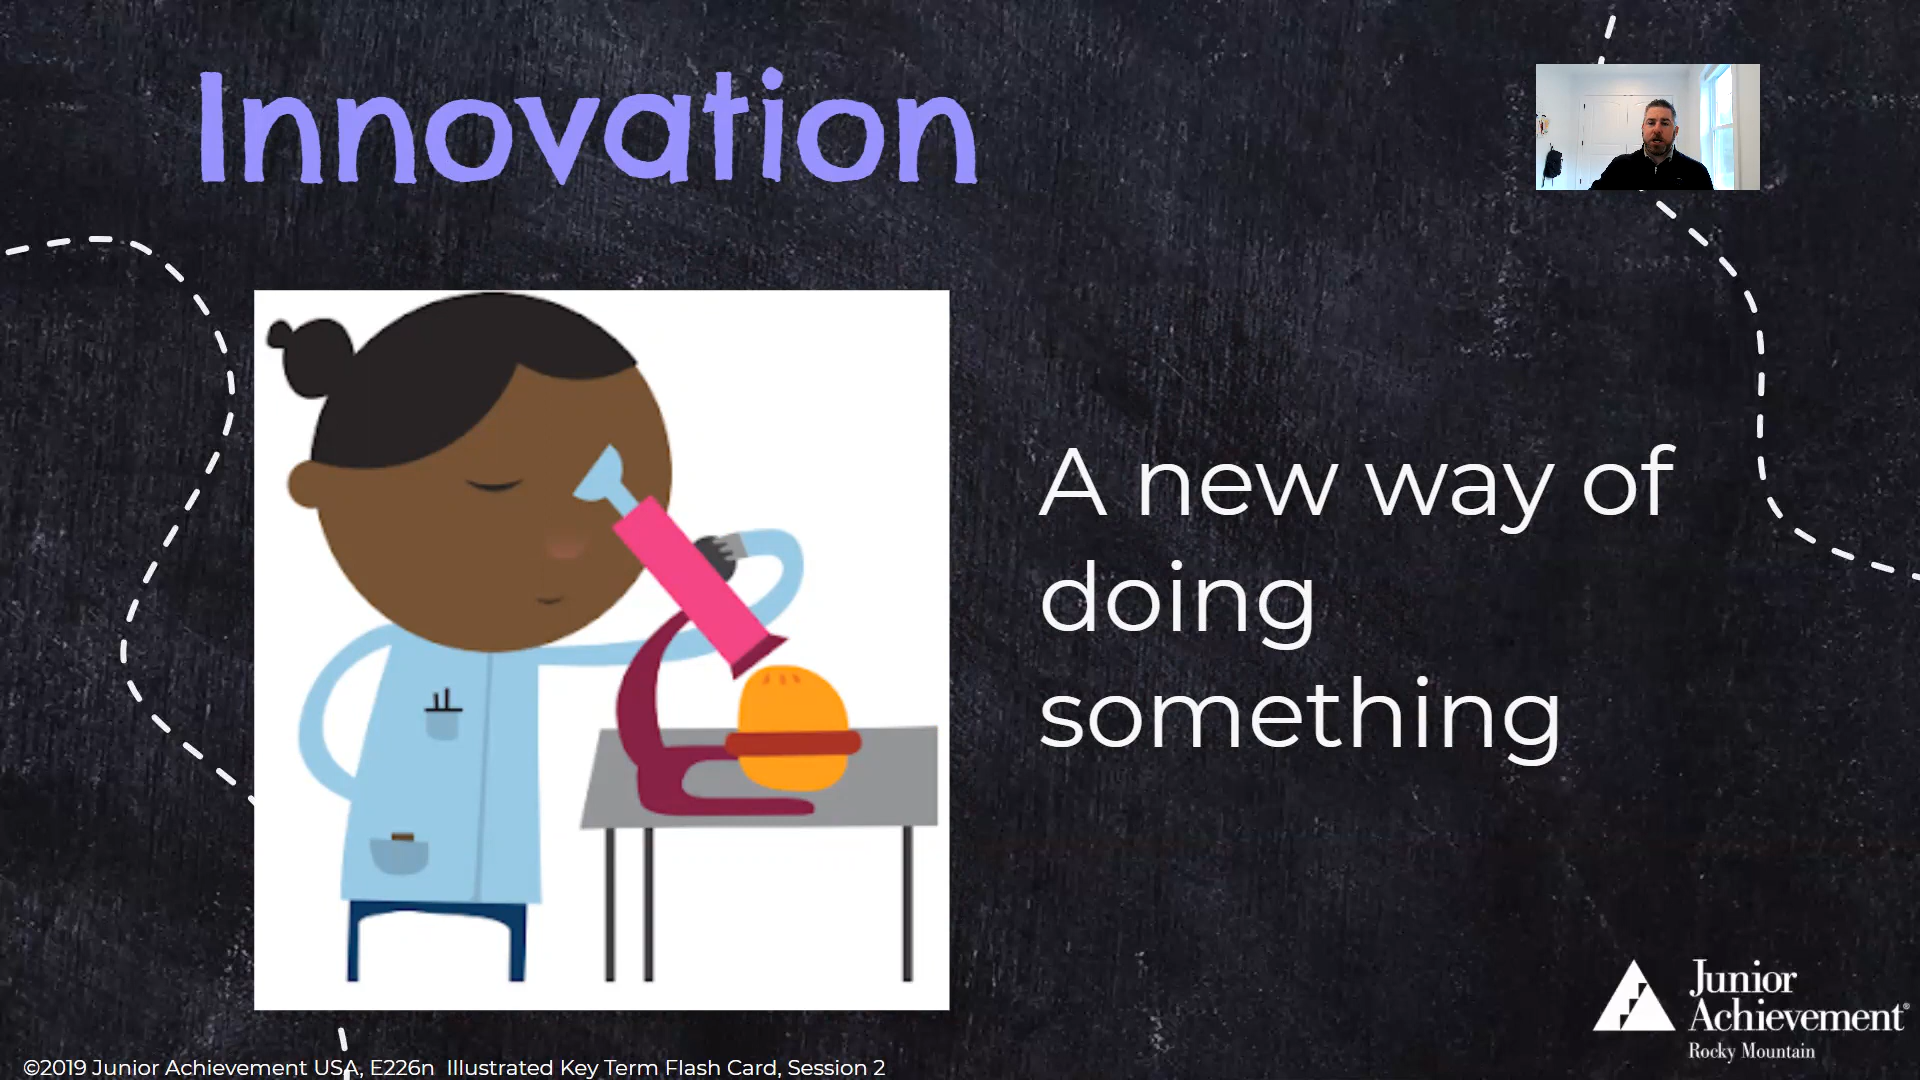 Innovation
A new way of
doing
something
Junior
Achievement®
Rocky Mountain
©2019 Junior Achievement USA, E226n Illustrated Key Term Flash Card, Session 2